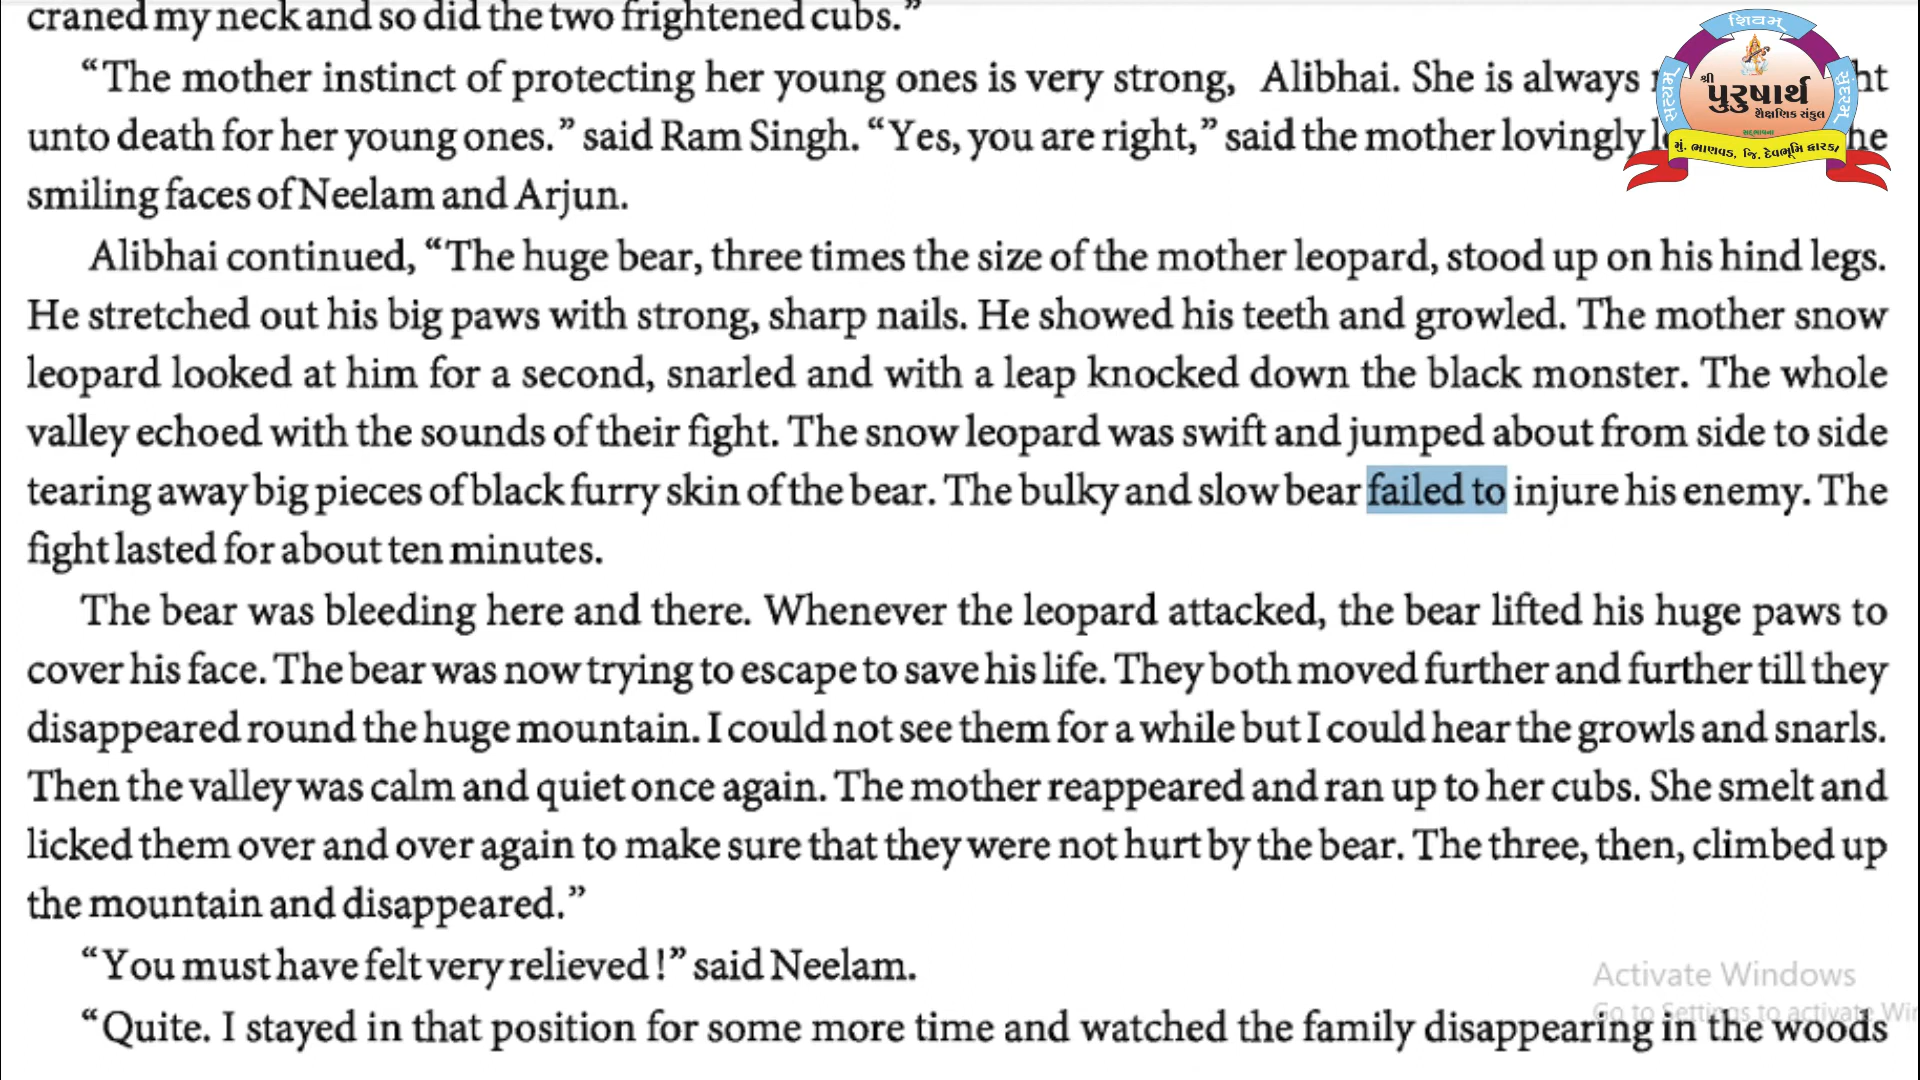 craned my neck and so did the two frightened cubs.”
“The mother instinct of protecting her young ones is very strong, Alibhai. She is always ht
unto death for her young ones.” said Ram Singh. “Yes, you are right,” said the mother lovingly he
smiling faces of Neelam and Arjun.
Alibhai continued, “The huge bear, three times the size of the mother leopard, stood up on his hind legs.
He stretched out his big paws with strong, sharp nails. He showed his teeth and growled. The mother snow
leopard looked at him for a second, snarled and with a leap knocked down the black monster. The whole
valley echoed with the sounds of their fight. The snow leopard was swift and jumped about from side to side
tearing away big pieces of black furry skin of the bear. The bulky and slow bear failed to injure his enemy. The
fight lasted for about ten minutes.
The bear was bleeding here and there. Whenever the leopard attacked, the bear lifted his huge paws to
cover his face. The bear was now trying to escape to save his life. They both moved further and further till they
disappeared round the huge mountain. I could not see them for a while but I could hear the growls and snarls.
Then the valley was calm and quiet once again. The mother reappeared and ran up to her cubs. She smelt and
licked them over and over again to make sure that they were not hurt by the bear. The three, then, climbed up
the mountain and disappeared.”
“You must have felt very relieved !” said Neelam.
“Quite. I stayed in that position for some more time and watched the family disappearing in the woods
શિવમ્
સત્યમ્
સુંદરમ્
શ્રી
પુરુષાર્થ
શૈક્ષણિક સંકુલ
મું. ભાણવડ, જિ. દેવભૂમિ દ્વારકા
Activate Windows
Go to Settings to activate Wi